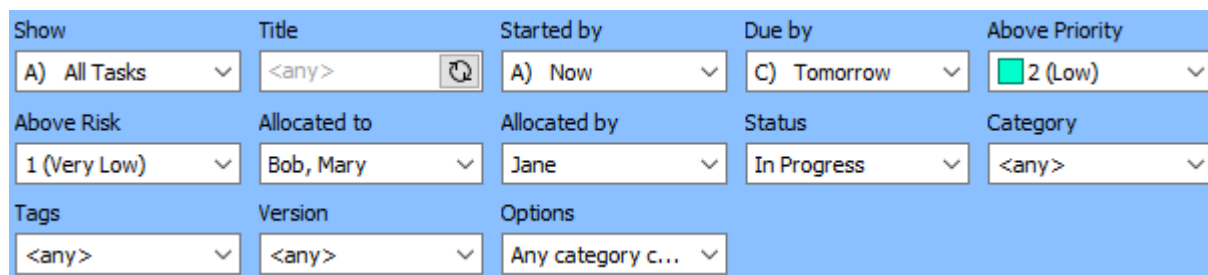 Show Title Started by Due by Above Priority
A) All Tasks <any> A) Now C) Tomorrow 2 (Low)
Above Risk Allocated to Allocated by Status Category
1 (Very Low) Bob, Mary Jane In Progress <any>
Tags Version Options
<any> <any> Any category c...